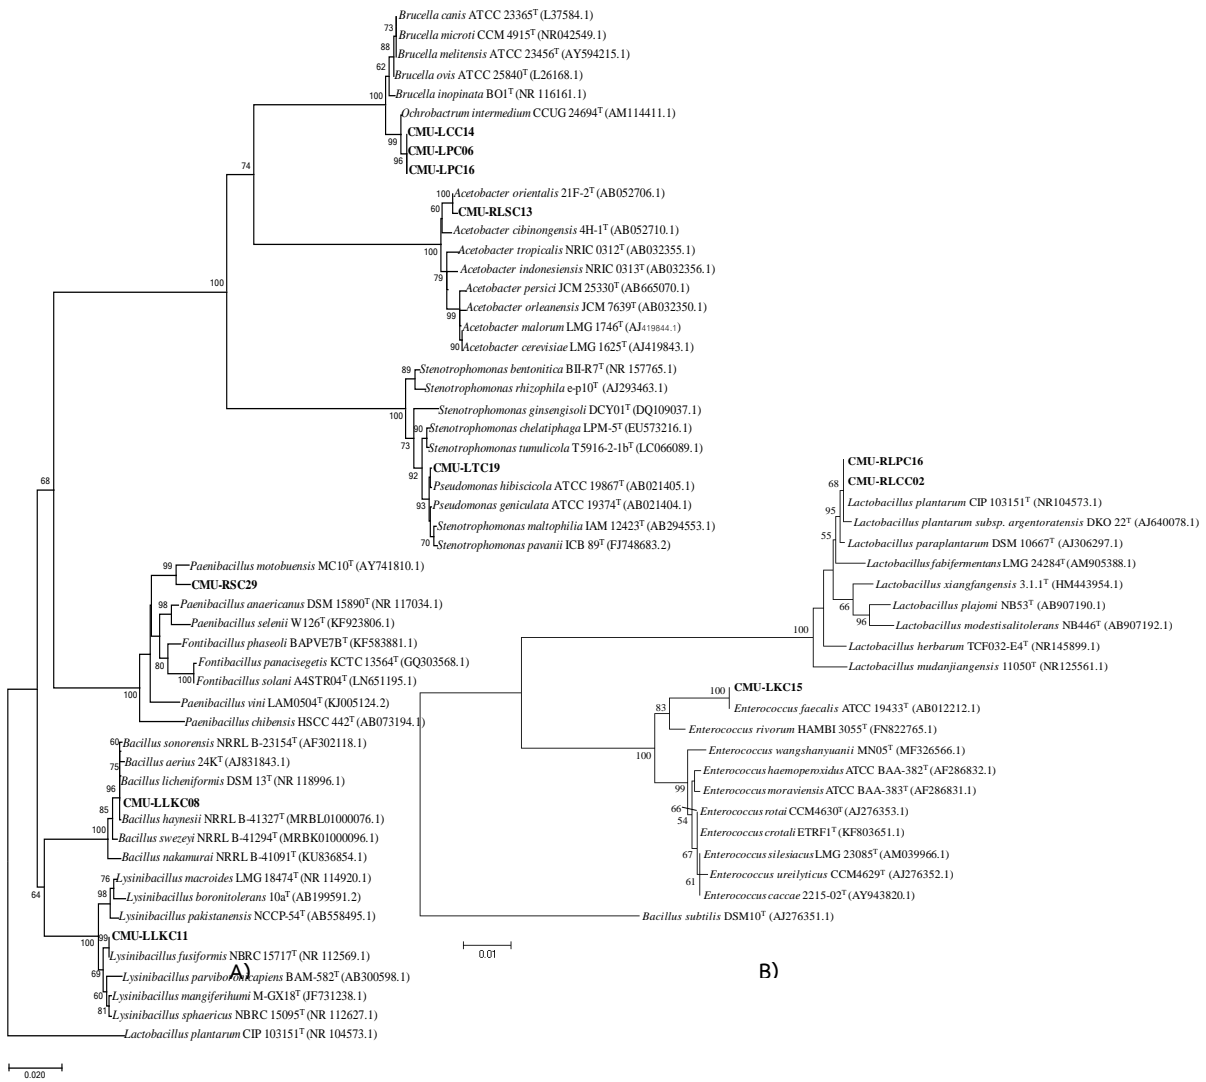 Brucella canis ATCC 23365T (L37584.1)
73
Brucella microti CCM 4915T (NR042549.1)
88
Brucella melitensis ATCC 23456T (AY594215.1)
62
Brucella ovis ATCC 25840T (L26168.1)
100
Brucella inopinata BO1T (NR 116161.1)
Ochrobactrum intermedium CCUG 24694T (AM114411.1)
CMU-LCC14
99
CMU-LPC06
96
CMU-LPC16
74
100
Acetobacter orientalis 21F-2T (AB052706.1)
60
CMU-RLSC13
Acetobacter cibinongensis 4H-1T (AB052710.1)
100
Acetobacter tropicalis NRIC 0312T (AB032355.1)
Acetobacter indonesiensis NRIC 0313T (AB032356.1)
79
Acetobacter persici JCM 25330T (AB665070.1)
100
Acetobacter orleanensis JCM 7639T (AB032350.1)
99
Acetobacter malorum LMG 1746T (AJ419844.1)
90
Acetobacter cerevisiae LMG 1625T (AJ419843.1)
89
Stenotrophomonas bentonitica BII-R7T (NR 157765.1)
Stenotrophomonas rhizophila e-p10T (AJ293463.1)
100
Stenotrophomonas ginsengisoli DCY01T (DQ109037.1)
90
Stenotrophomonas chelatiphaga LPM-5T (EU573216.1)
73
Stenotrophomonas tumulicola T5916-2-1bT (LC066089.1)
92
CMU-LTC19
Pseudomonas hibiscicola ATCC 19867T (AB021405.1)
93
Pseudomonas geniculata ATCC 19374T (AB021404.1)
Stenotrophomonas maltophilia IAM 12423T (AB294553.1)
70
Stenotrophomonas pavanii ICB 89T (FJ748683.2)
68
99
Paenibacillus motobuensis MC10T (AY741810.1)
CMU-RSC29
98
Paenibacillus anaericanus DSM 15890T (NR 117034.1)
Paenibacillus selenii W126T (KF923806.1)
Fontibacillus phaseoli BAPVE7BT (KF583881.1)
80
Fontibacillus panacisegetis KCTC 13564T (GQ303568.1)
100
Fontibacillus solani A4STR04T (LN651195.1)
100
Paenibacillus vini LAM0504T (KJ005124.2)
Paenibacillus chibensis HSCC 442T (AB073194.1)
60
Bacillus sonorensis NRRL B-23154T (AF302118.1)
75
Bacillus aerius 24KT (AJ831843.1)
Bacillus licheniformis DSM 13T (NR 118996.1)
96
CMU-LLKC08
85
Bacillus haynesii NRRL B-41327T (MRBL01000076.1)
100
Bacillus swezeyi NRRL B-41294T (MRBK01000096.1)
Bacillus nakamurai NRRL B-41091T (KU836854.1)
64
76
Lysinibacillus macroides LMG 18474T (NR 114920.1)
98
Lysinibacillus boronitolerans 10aT (AB199591.2)
Lysinibacillus pakistanensis NCCP-54T (AB558495.1)
100
99
CMU-LLKC11
Lysinibacillus fusiformis NBRC 15717T (NR 112569.1)
69
Lysinibacillus parviboronicapiens BAM-582T (AB300598.1)
60
Lysinibacillus mangiferihumi M-GX18T (JF731238.1)
81
Lysinibacillus sphaericus NBRC 15095T (NR 112627.1)
Lactobacillus plantarum CIP 103151T (NR 104573.1)
0.020
A)
CMU-RLPC16
68
CMU-RLCC02
Lactobacillus plantarum CIP 103151T (NR104573.1)
95
Lactobacillus plantarum subsp. argentoratensis DKO 22T (AJ640078.1)
55
Lactobacillus paraplantarum DSM 10667T (AJ306297.1)
Lactobacillus fabifermentans LMG 24284T (AM905388.1)
Lactobacillus xiangfangensis 3.1.1T (HM443954.1)
66
Lactobacillus plajomi NB53T (AB907190.1)
96
Lactobacillus modestisalitolerans NB446T (AB907192.1)
100
Lactobacillus herbarum TCF032-E4T (NR145899.1)
Lactobacillus mudanjiangensis 11050T (NR125561.1)
100
CMU-LKC15
83
Enterococcus faecalis ATCC 19433T (AB012212.1)
Enterococcus rivorum HAMBI 3055T (FN822765.1)
100
Enterococcus wangshanyuanii MN05T (MF326566.1)
Enterococcus haemoperoxidus ATCC BAA-382T (AF286832.1)
99
Enterococcus moraviensis ATCC BAA-383T (AF286831.1)
66
Enterococcus rotai CCM4630T (AJ276353.1)
54
Enterococcus crotali ETRF1T (KF803651.1)
67
Enterococcus silesiacus LMG 23085T (AM039966.1)
61
Enterococcus ureilyticus CCM4629T (AJ276352.1)
Enterococcus caccae 2215-02T (AY943820.1)
Bacillus subtilis DSM10T (AJ276351.1)
0.01
B)